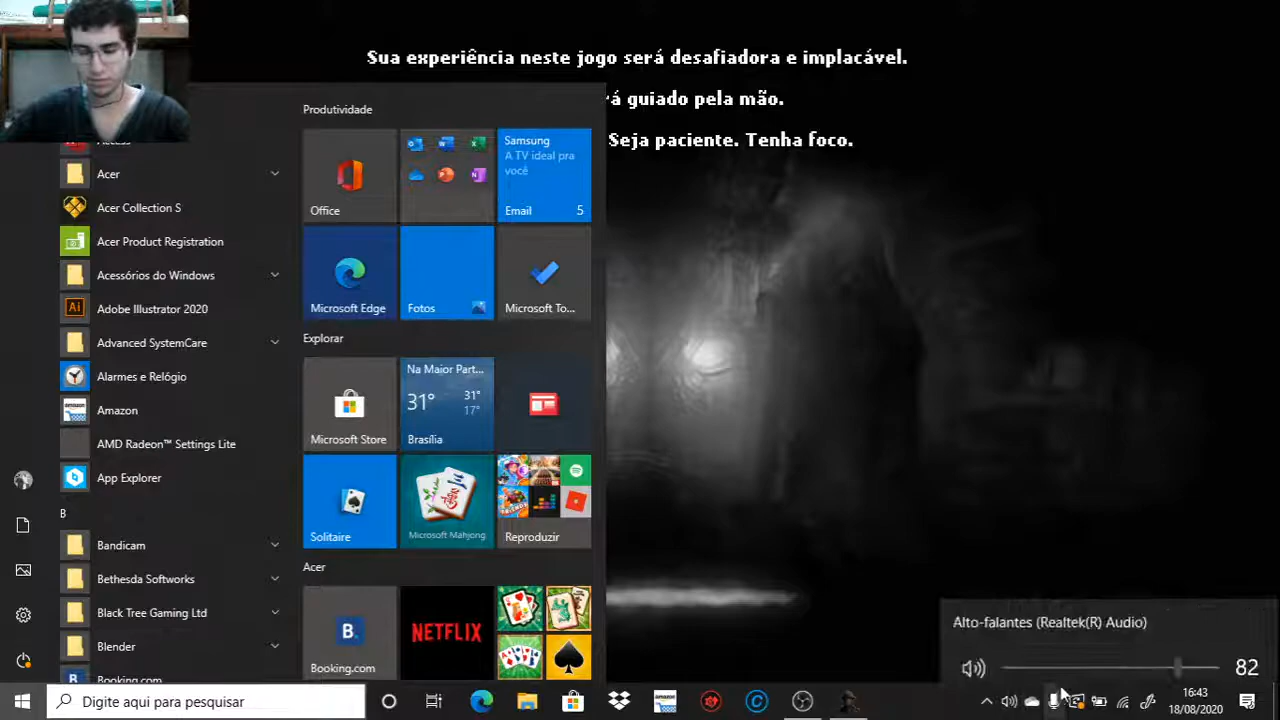 Sua experiência neste jogo será desafiadora e implacável.
rá guiado pela mão.
Seja paciente. Tenha foco.
Produtividade
Acer
Acer Collection S
Acer Product Registration
Acessórios do Windows
Ai
Adobe Illustrator 2020
Advanced SystemCare
Alarmes e Relógio
Amazon
AMD Radeon™ Settings Lite
App Explorer
B
Bandicam
Bethesda Softworks
Black Tree Gaming Ltd
Blender
Booking.com
Office
Samsung
A TV ideal pra
você
Email 5
Microsoft Edge
Fotos
Microsoft To...
Explorar
Microsoft Store
Na Maior Part...
31° 31°
17°
Brasília
Solitaire
Microsoft Mahjong
Reproduzir
Acer
B.
Booking.com
NETFLIX
Alto-falantes (Realtek(R) Audio)
82
Digite aqui para pesquisar
16:43
18/08/2020